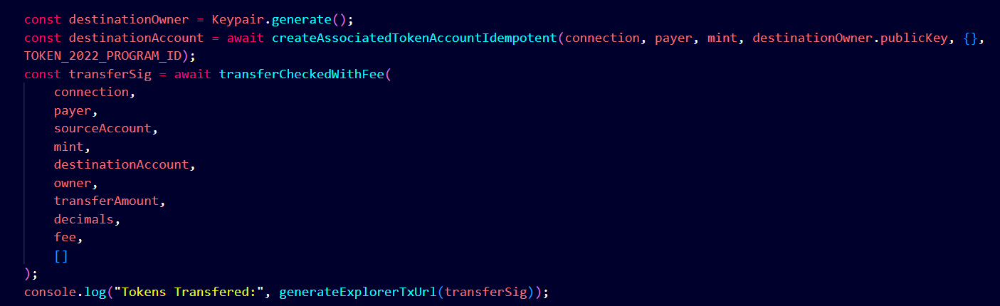 const destinationOwner = Keypair.generate();
const destinationAccount = await createAssociatedTokenAccountIdempotent(connection, payer, mint, destinationOwner.publicKey, {},
TOKEN_2022_PROGRAM_ID);
const transferSig = await transferCheckedWithFee(
    connection,
    payer,
    sourceAccount,
    mint,
    destinationAccount,
    owner,
    transferAmount,
    decimals,
    fee,
    []
);
console.log("Tokens Transfered:", generateExplorerTxUrl(transferSig));